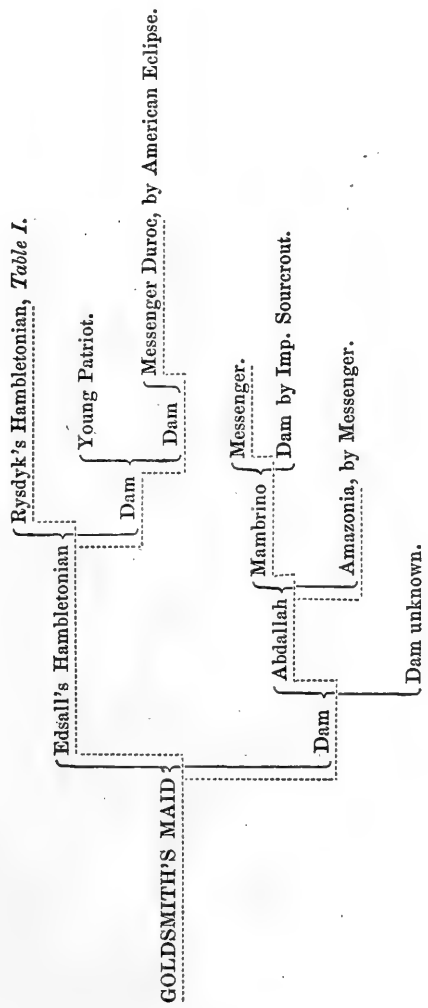 GOLDSMITH'S MAID
Edsall's Hambletonian
Rysdyk's Hambletonian, Table I.
Dam
Young Patriot.
Dam
Messenger Duroc, by American Eclipse.
Dam
Abdallah
Mambrino
Messenger.
Dam by Imp. Sourcrout.
Amazonia, by Messenger.
Dam unknown.